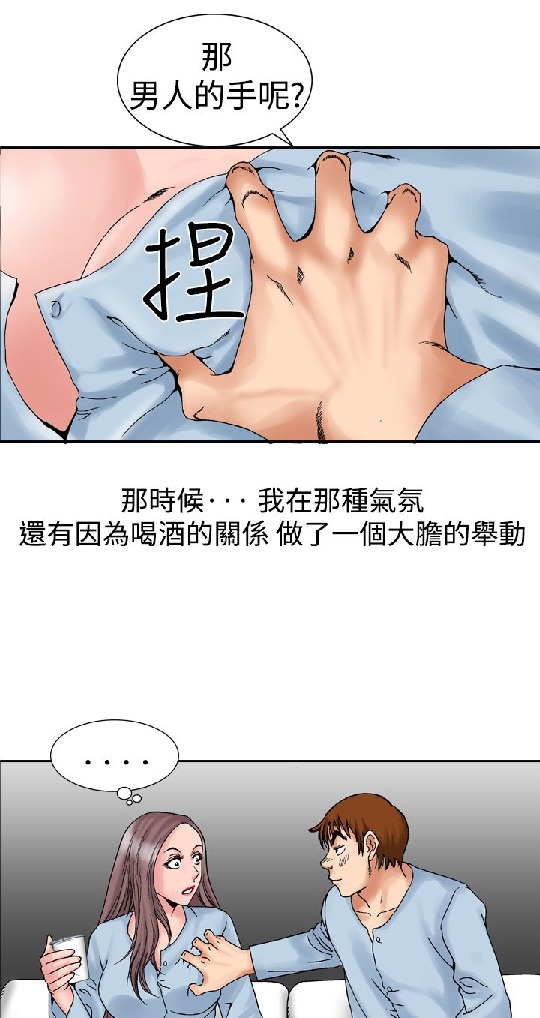 那
男人的手呢?
捏
那時候··· 我在那種氣氛
還有因為喝酒的關係 做了一個大膽的舉動
....